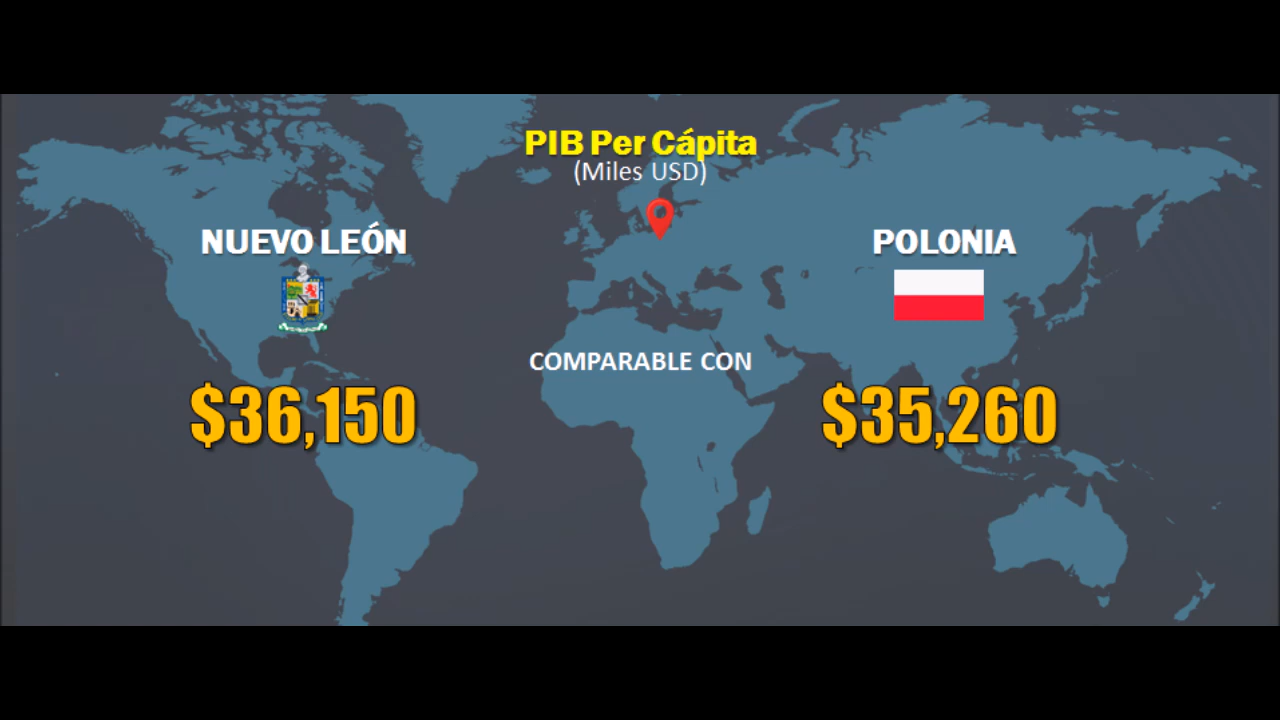 PIB Per Cápita
(Miles USD)
NUEVO LEÓN
POLONIA
COMPARABLE CON
$36,150
$35,260